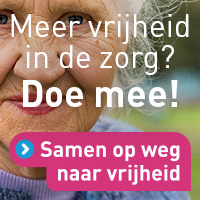 Meer vrijheid
in de zorg?
Doe mee!
Samen op weg
naar vrijheid